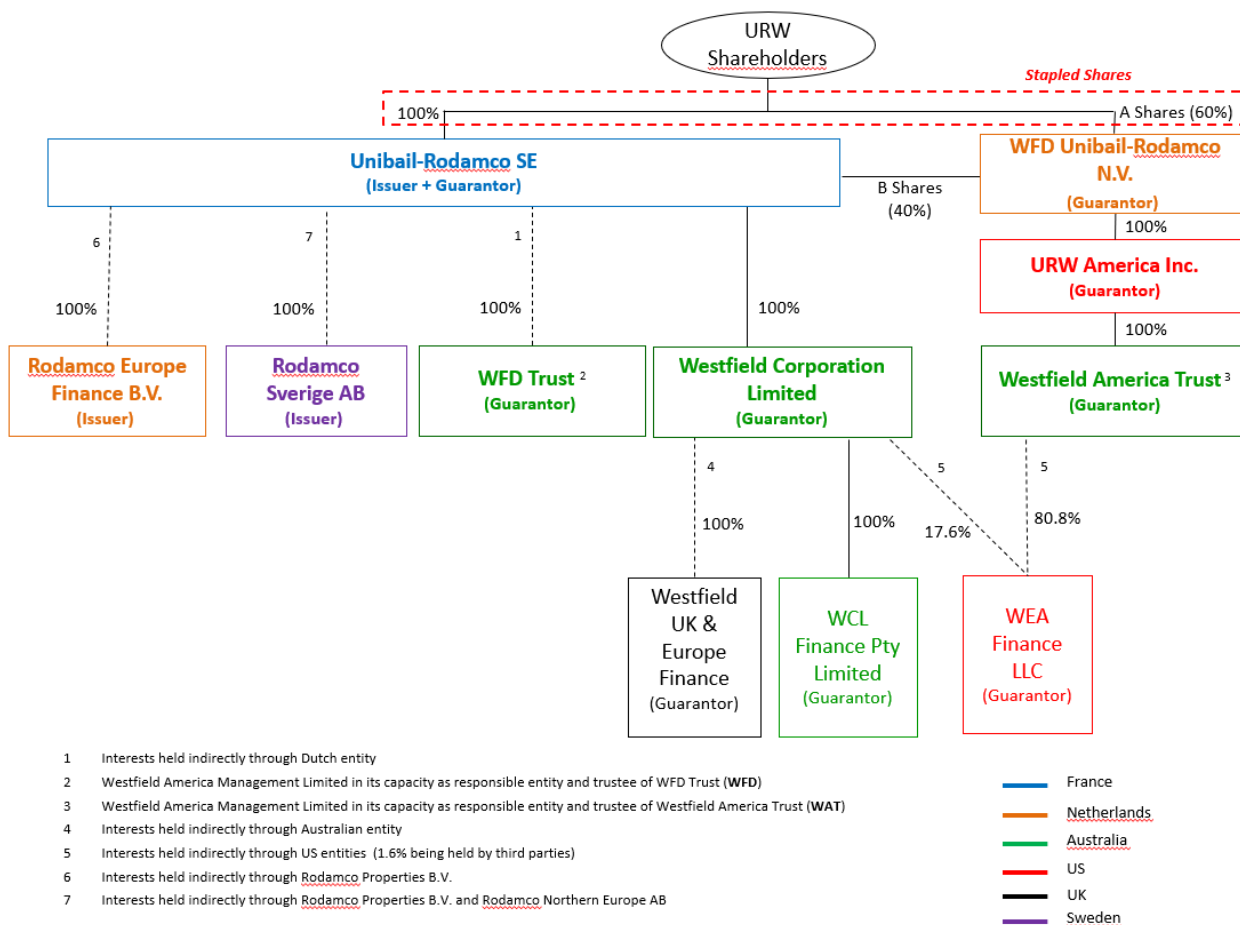 URW
Shareholders
Stapled Shares
100%
A Shares (60%)
Unibail-Rodamco SE
(Issuer + Guarantor)
WFD Unibail-Rodamco
N.V.
(Guarantor)
B Shares
(40%)
100%
URW America Inc.
(Guarantor)
6
7
1
100%
100%
100%
100%
100%
Rodamco Europe
Finance B.V.
(Issuer)
Rodamco
Sverige AB
(Issuer)
WFD Trust 2
(Guarantor)
Westfield Corporation
Limited
(Guarantor)
Westfield America Trust 3
(Guarantor)
4
5
5
100%
100%
17.6%
80.8%
Westfield
UK &
Europe
Finance
(Guarantor)
WCL
Finance Pty
Limited
(Guarantor)
WEA
Finance
LLC
(Guarantor)
1 Interests held indirectly through Dutch entity
2 Westfield America Management Limited in its capacity as responsible entity and trustee of WFD Trust (WFD)
3 Westfield America Management Limited in its capacity as responsible entity and trustee of Westfield America Trust (WAT)
4 Interests held indirectly through Australian entity
5 Interests held indirectly through US entities (1.6% being held by third parties)
6 Interests held indirectly through Rodamco Properties B.V.
7 Interests held indirectly through Rodamco Properties B.V. and Rodamco Northern Europe AB
France
Netherlands
Australia
US
UK
Sweden